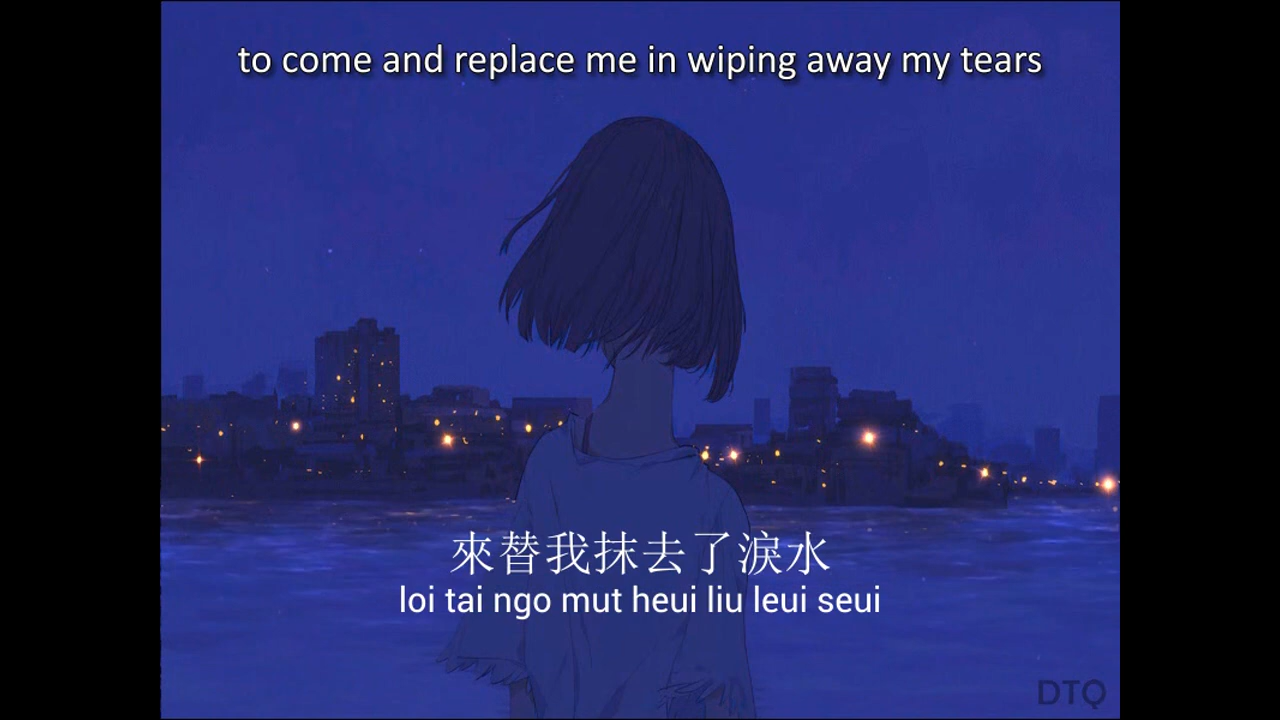 to come and replace me in wiping away my tears
來替我抹去了淚水
loi tai ngo mut heui liu leui seui
DTQ